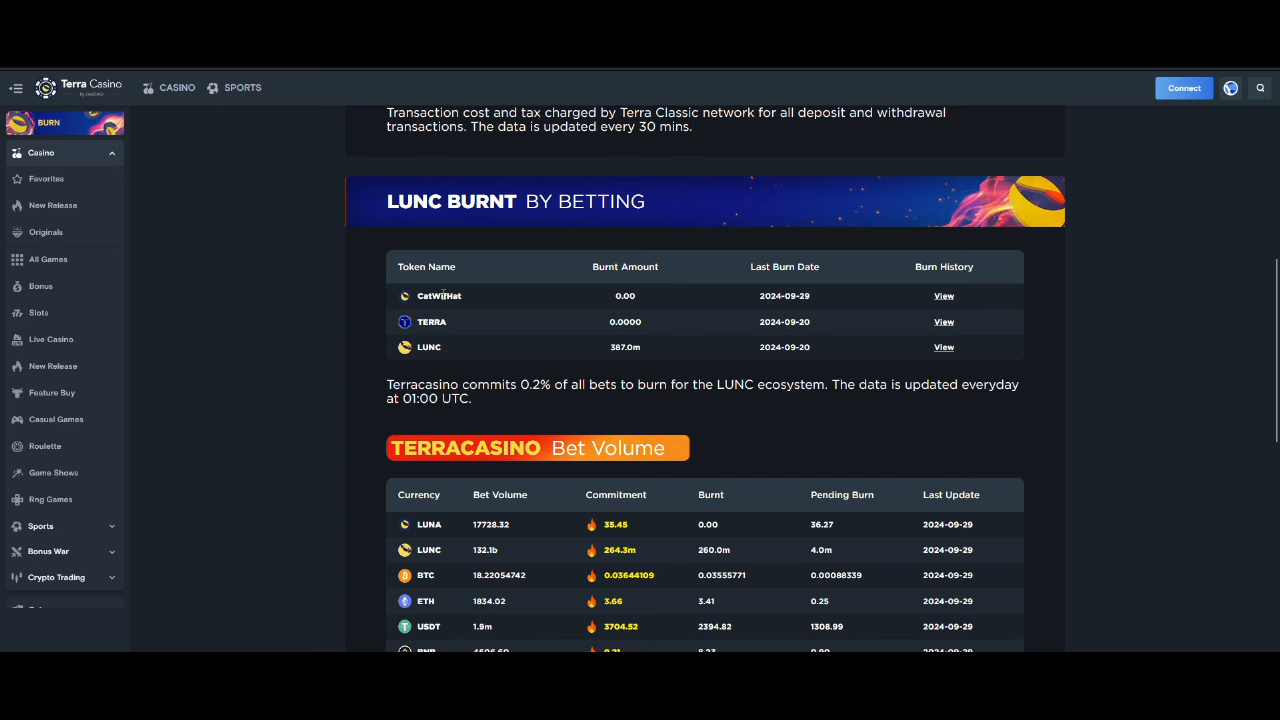 Terra Casino
By OneDAO
CASINO
SPORTS
Connect
BURN
Casino
Favorites
New Release
Originals
All Games
Bonus
Slots
Live Casino
New Release
Feature Buy
Casual Games
Roulette
Game Shows
Rng Games
Sports
Bonus War
Crypto Trading
Transaction cost and tax charged by Terra Classic network for all deposit and withdrawal
transactions. The data is updated every 30 mins.
LUNC BURNT BY BETTING
Token Name Burnt Amount Last Burn Date Burn History
CatWifHat 0.00 2024-09-29 View
TERRA 0.0000 2024-09-20 View
LUNC 387.0m 2024-09-20 View
Terracasino commits 0.2% of all bets to burn for the LUNC ecosystem. The data is updated everyday
at 01:00 UTC.
TERRACASINO Bet Volume
Currency Bet Volume Commitment Burnt Pending Burn Last Update
LUNA 17728.32 35.45 0.00 36.27 2024-09-29
LUNC 132.1b 264.3m 260.0m 4.0m 2024-09-29
BTC 18.22054742 0.03644109 0.03555771 0.00088339 2024-09-29
ETH 1834.02 3.66 3.41 0.25 2024-09-29
USDT 1.9m 3704.52 2394.82 1308.99 2024-09-29